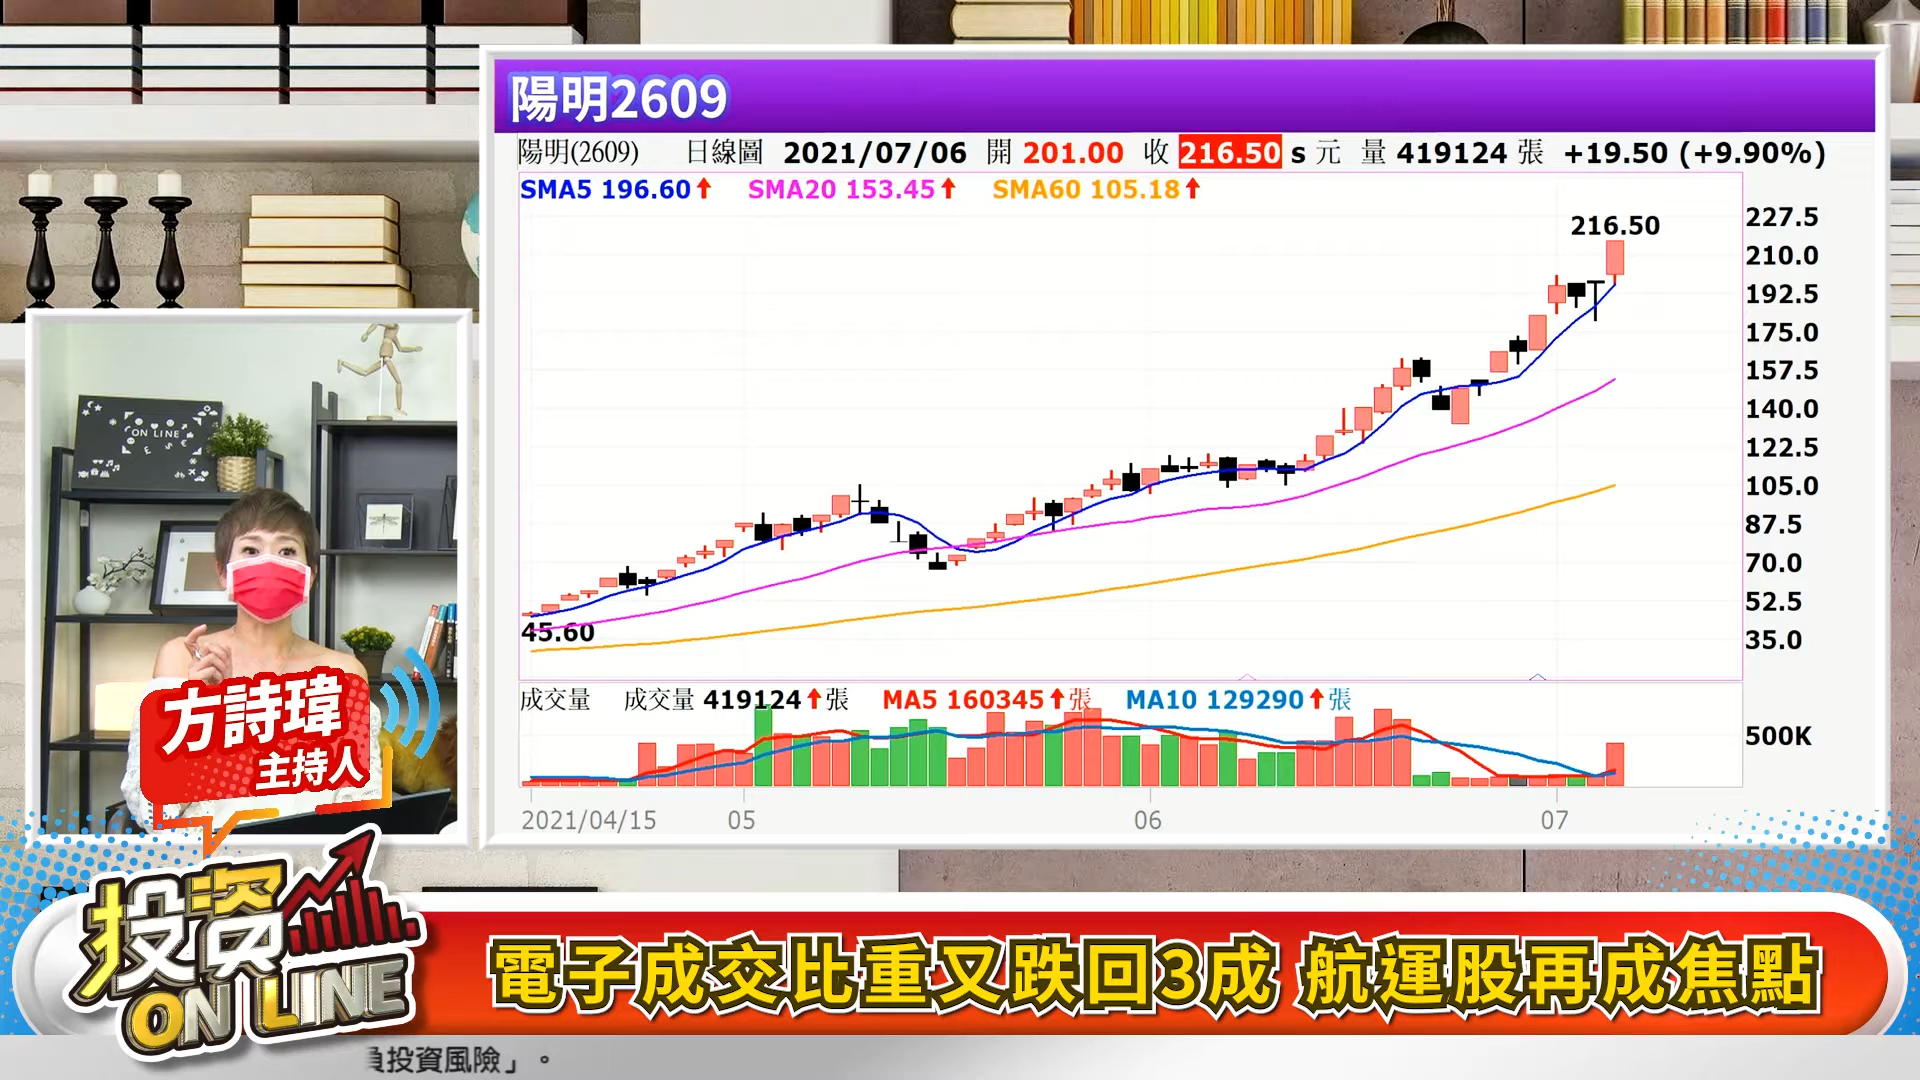 陽明2609
陽明(2609) 日線圖 2021/07/06 開 201.00 收 216.50 s 元 量 419124 張 +19.50 (+9.90%)
SMA5 196.60↑ SMA20 153.45↑ SMA60 105.18↑
216.50
227.5
210.0
192.5
175.0
157.5
140.0
122.5
105.0
87.5
70.0
52.5
35.0
45.60
成交量 成交量 419124↑張 MA5 160345↑張 MA10 129290↑張
500K
2021/04/15 05 06 07
ON LINE
方詩瑋
主持人
投資
ON LINE
電子成交比重又跌回3成 航運股再成焦點
負投資風險」。